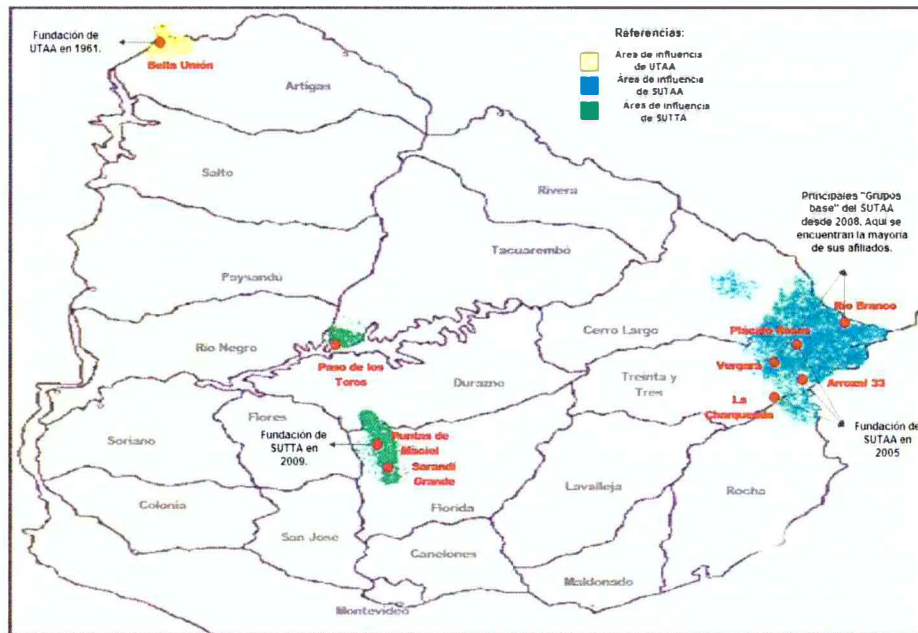 Fundación de
UTAA en 1961.
Bella Unión
Referencias:
Área de influencia
de UTAA
Área de influencia
de SUTAA
Área de influencia
de SUTTA
Artigas
Salto
Rivera
Principales "Grupos
base" del SUTAA
desde 2008. Aquí se
encuentran la mayoría
de sus afiliados.
Tacuarembó
Paysandú
Río Branco
Cerro Largo
Plácido Rosas
Río Negro
Paso de los
Toros
Vergara
Durazno
Treinta y
Tres
Arrozal 33
La
Charqueada
Flores
Soriano
Fundación de
SUTTA en
2009.
Puntas de
Maciel
Sarandí
Grande
Fundación de
SUTAA en
2005
Lavalleja
Rocha
Colonia
Florida
San José
Canelones
Maldonado
Montevideo